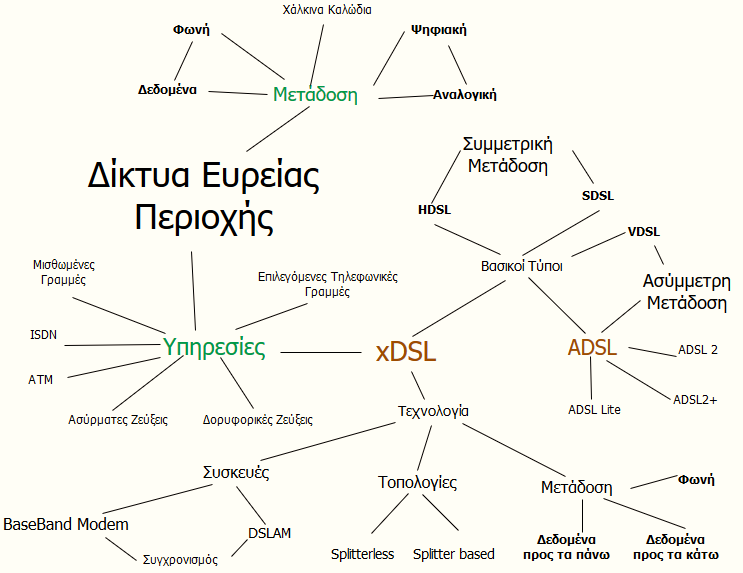 Χάλκινα Καλώδια
Φωνή
Ψηφιακή
Δεδομένα
Μετάδοση
Αναλογική
Δίκτυα Ευρείας
Περιοχής
Συμμετρική
Μετάδοση
HDSL
SDSL
VDSL
Βασικοί Τύποι
Ασύμμετρη
Μετάδοση
Μισθωμένες
Γραμμές
Επιλεγόμενες Τηλεφωνικές
Γραμμές
ISDN
Υπηρεσίες
xDSL
ADSL
ADSL 2
ATM
ADSL2+
Ασύρματες Ζεύξεις
Δορυφορικές Ζεύξεις
Τεχνολογία
ADSL Lite
Συσκευές
Τοπολογίες
Μετάδοση
Φωνή
BaseBand Modem
DSLAM
Συγχρονισμός
Splitterless
Splitter based
Δεδομένα
προς τα πάνω
Δεδομένα
προς τα κάτω